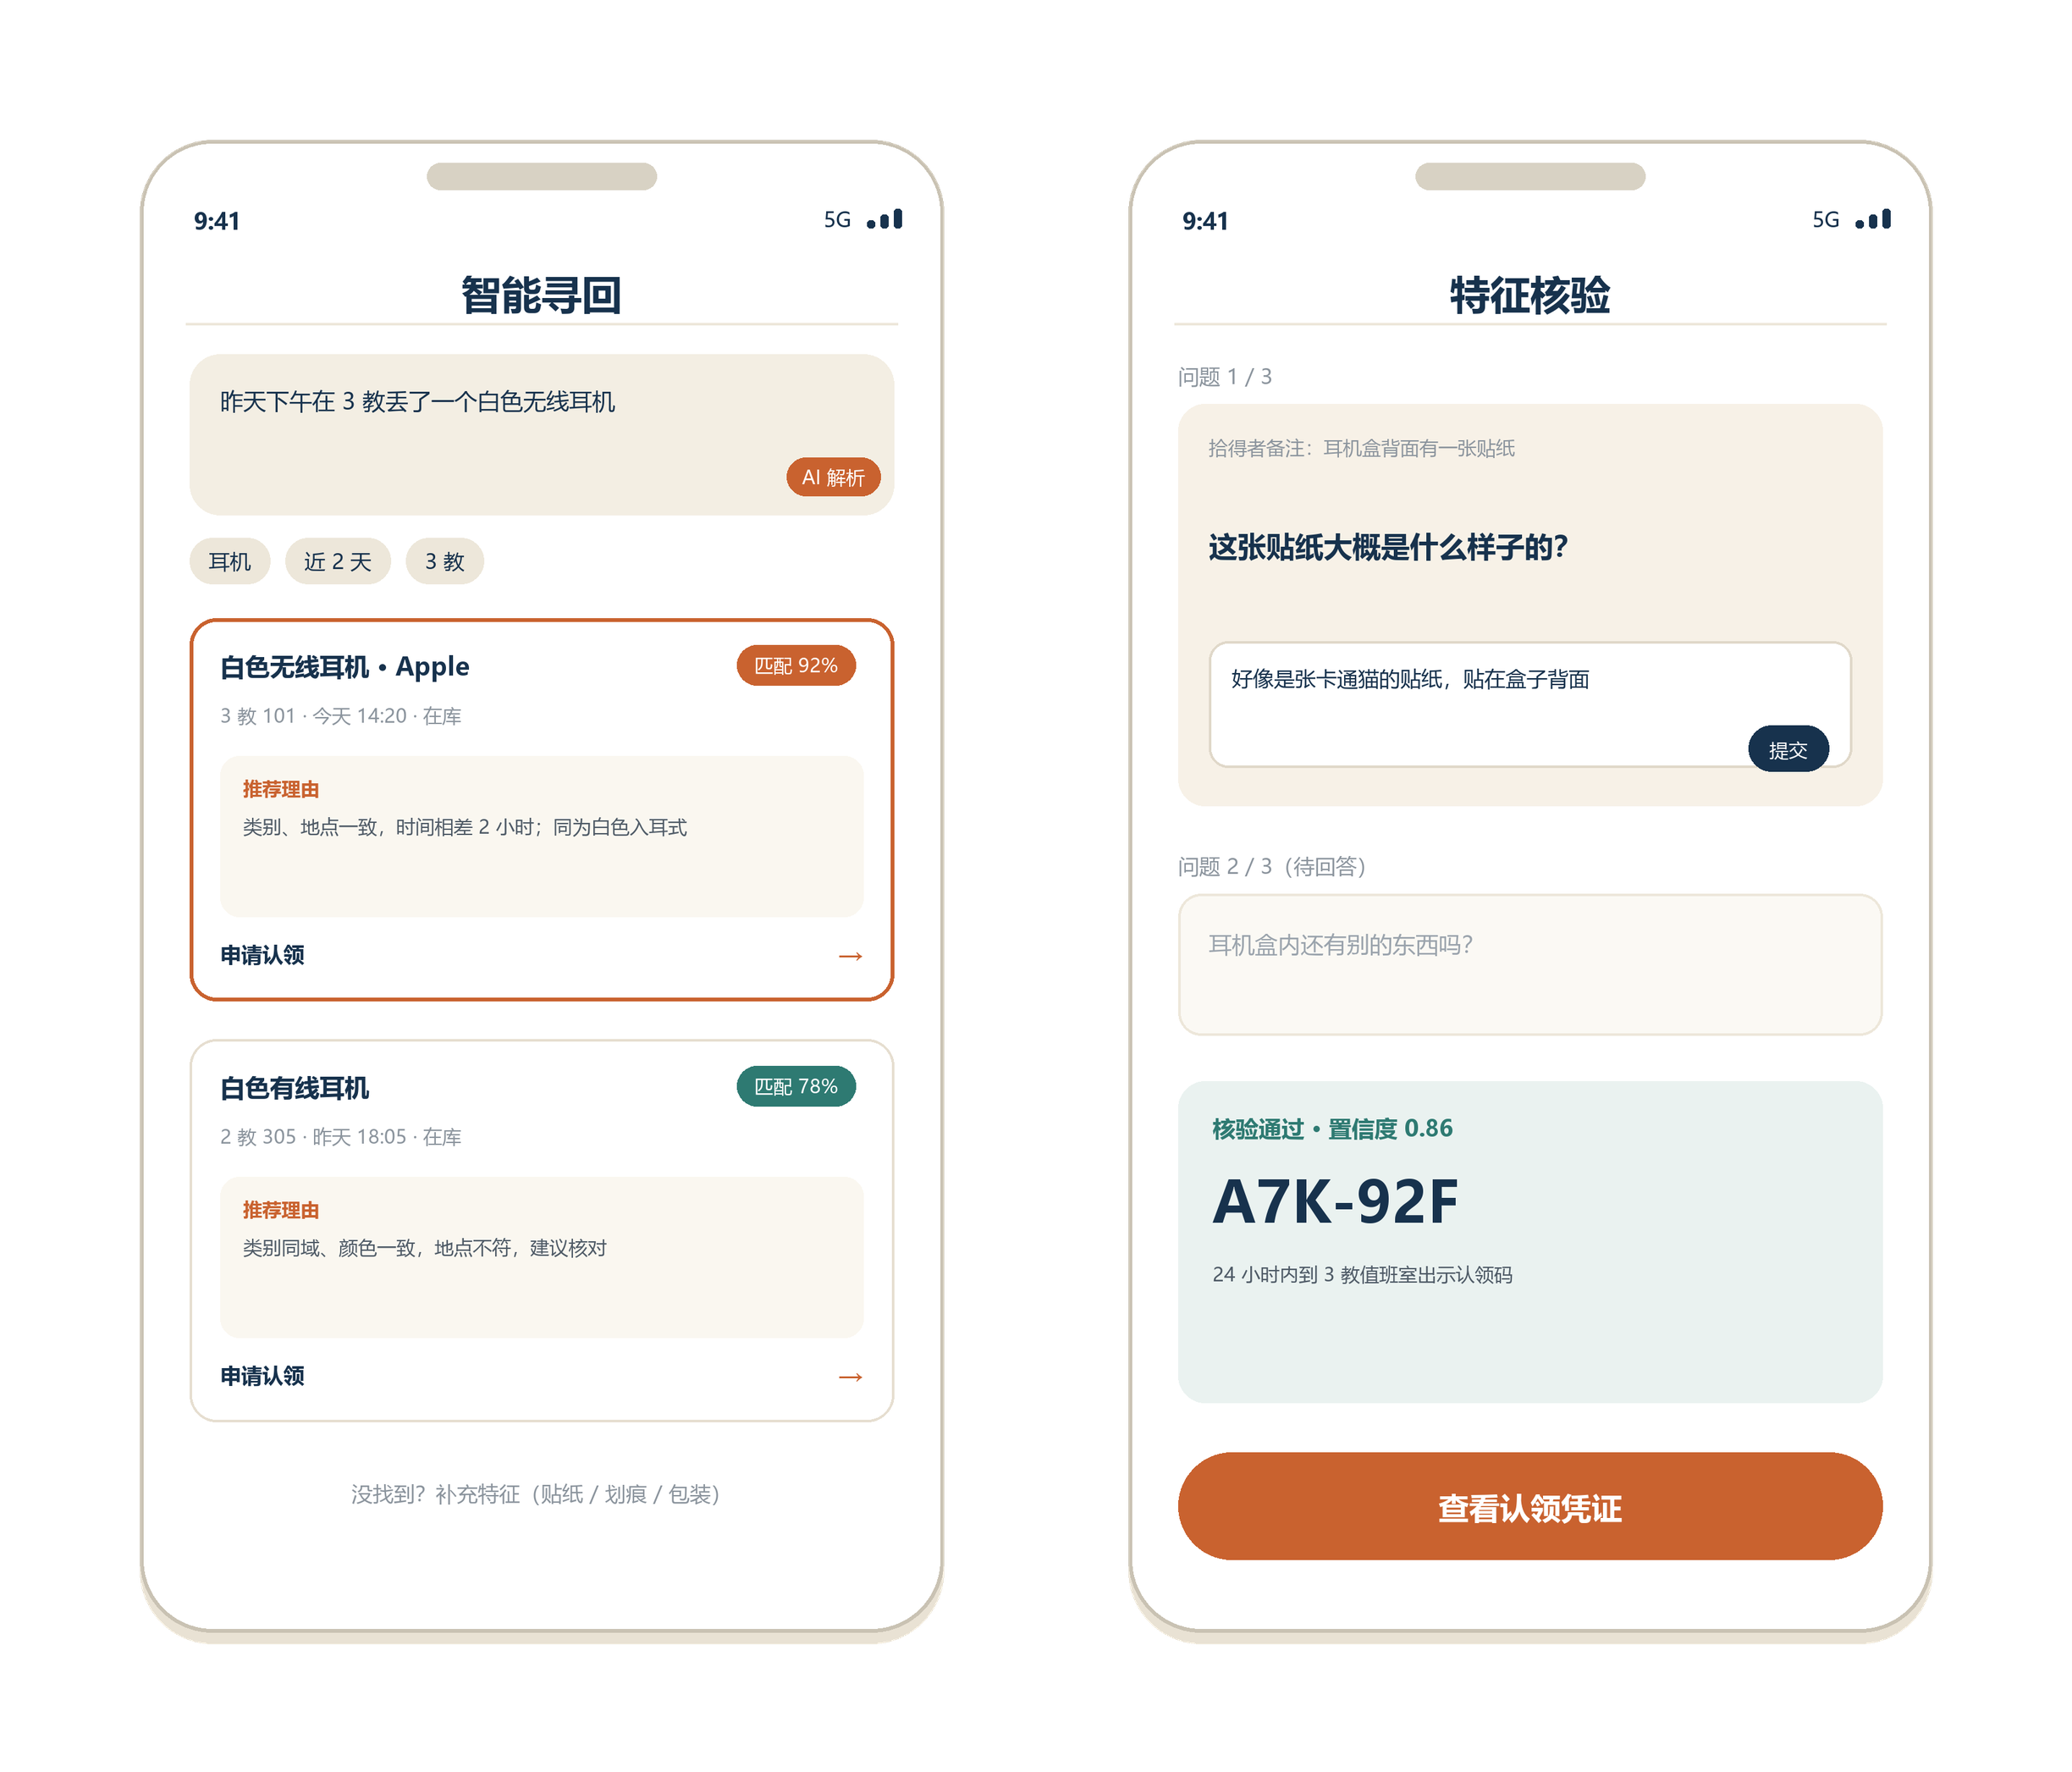 9:41
5G
智能寻回
昨天下午在 3 教丢了一个白色无线耳机
AI 解析
耳机
近 2 天
3 教
白色无线耳机 • Apple
匹配 92%
3 教 101 · 今天 14:20 · 在库
推荐理由
类别、地点一致，时间相差 2 小时；同为白色入耳式
申请认领
→
白色有线耳机
匹配 78%
2 教 305 · 昨天 18:05 · 在库
推荐理由
类别同域、颜色一致，地点不符，建议核对
申请认领
→
没找到？补充特征（贴纸 / 划痕 / 包装）
9:41
5G
特征核验
问题 1 / 3
拾得者备注：耳机盒背面有一张贴纸
这张贴纸大概是什么样子的？
好像是张卡通猫的贴纸，贴在盒子背面
提交
问题 2 / 3（待回答）
耳机盒内还有别的东西吗？
核验通过 • 置信度 0.86
A7K-92F
24 小时内到 3 教值班室出示认领码
查看认领凭证